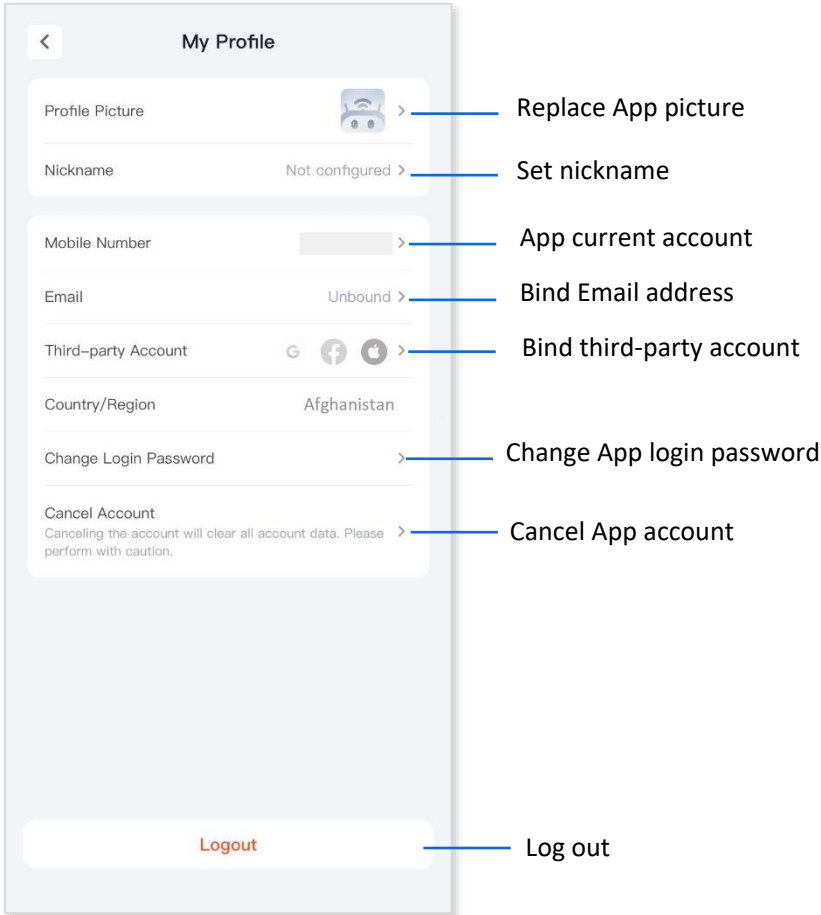 My Profile
Profile Picture
Replace App picture
Nickname
Not configured
Set nickname
Mobile Number
App current account
Email
Unbound
Bind Email address
Third-party Account
G
Bind third-party account
Country/Region
Afghanistan
Change Login Password
Change App login password
Cancel Account
Canceling the account will clear all account data. Please
perform with caution.
Cancel App account
Logout
Log out